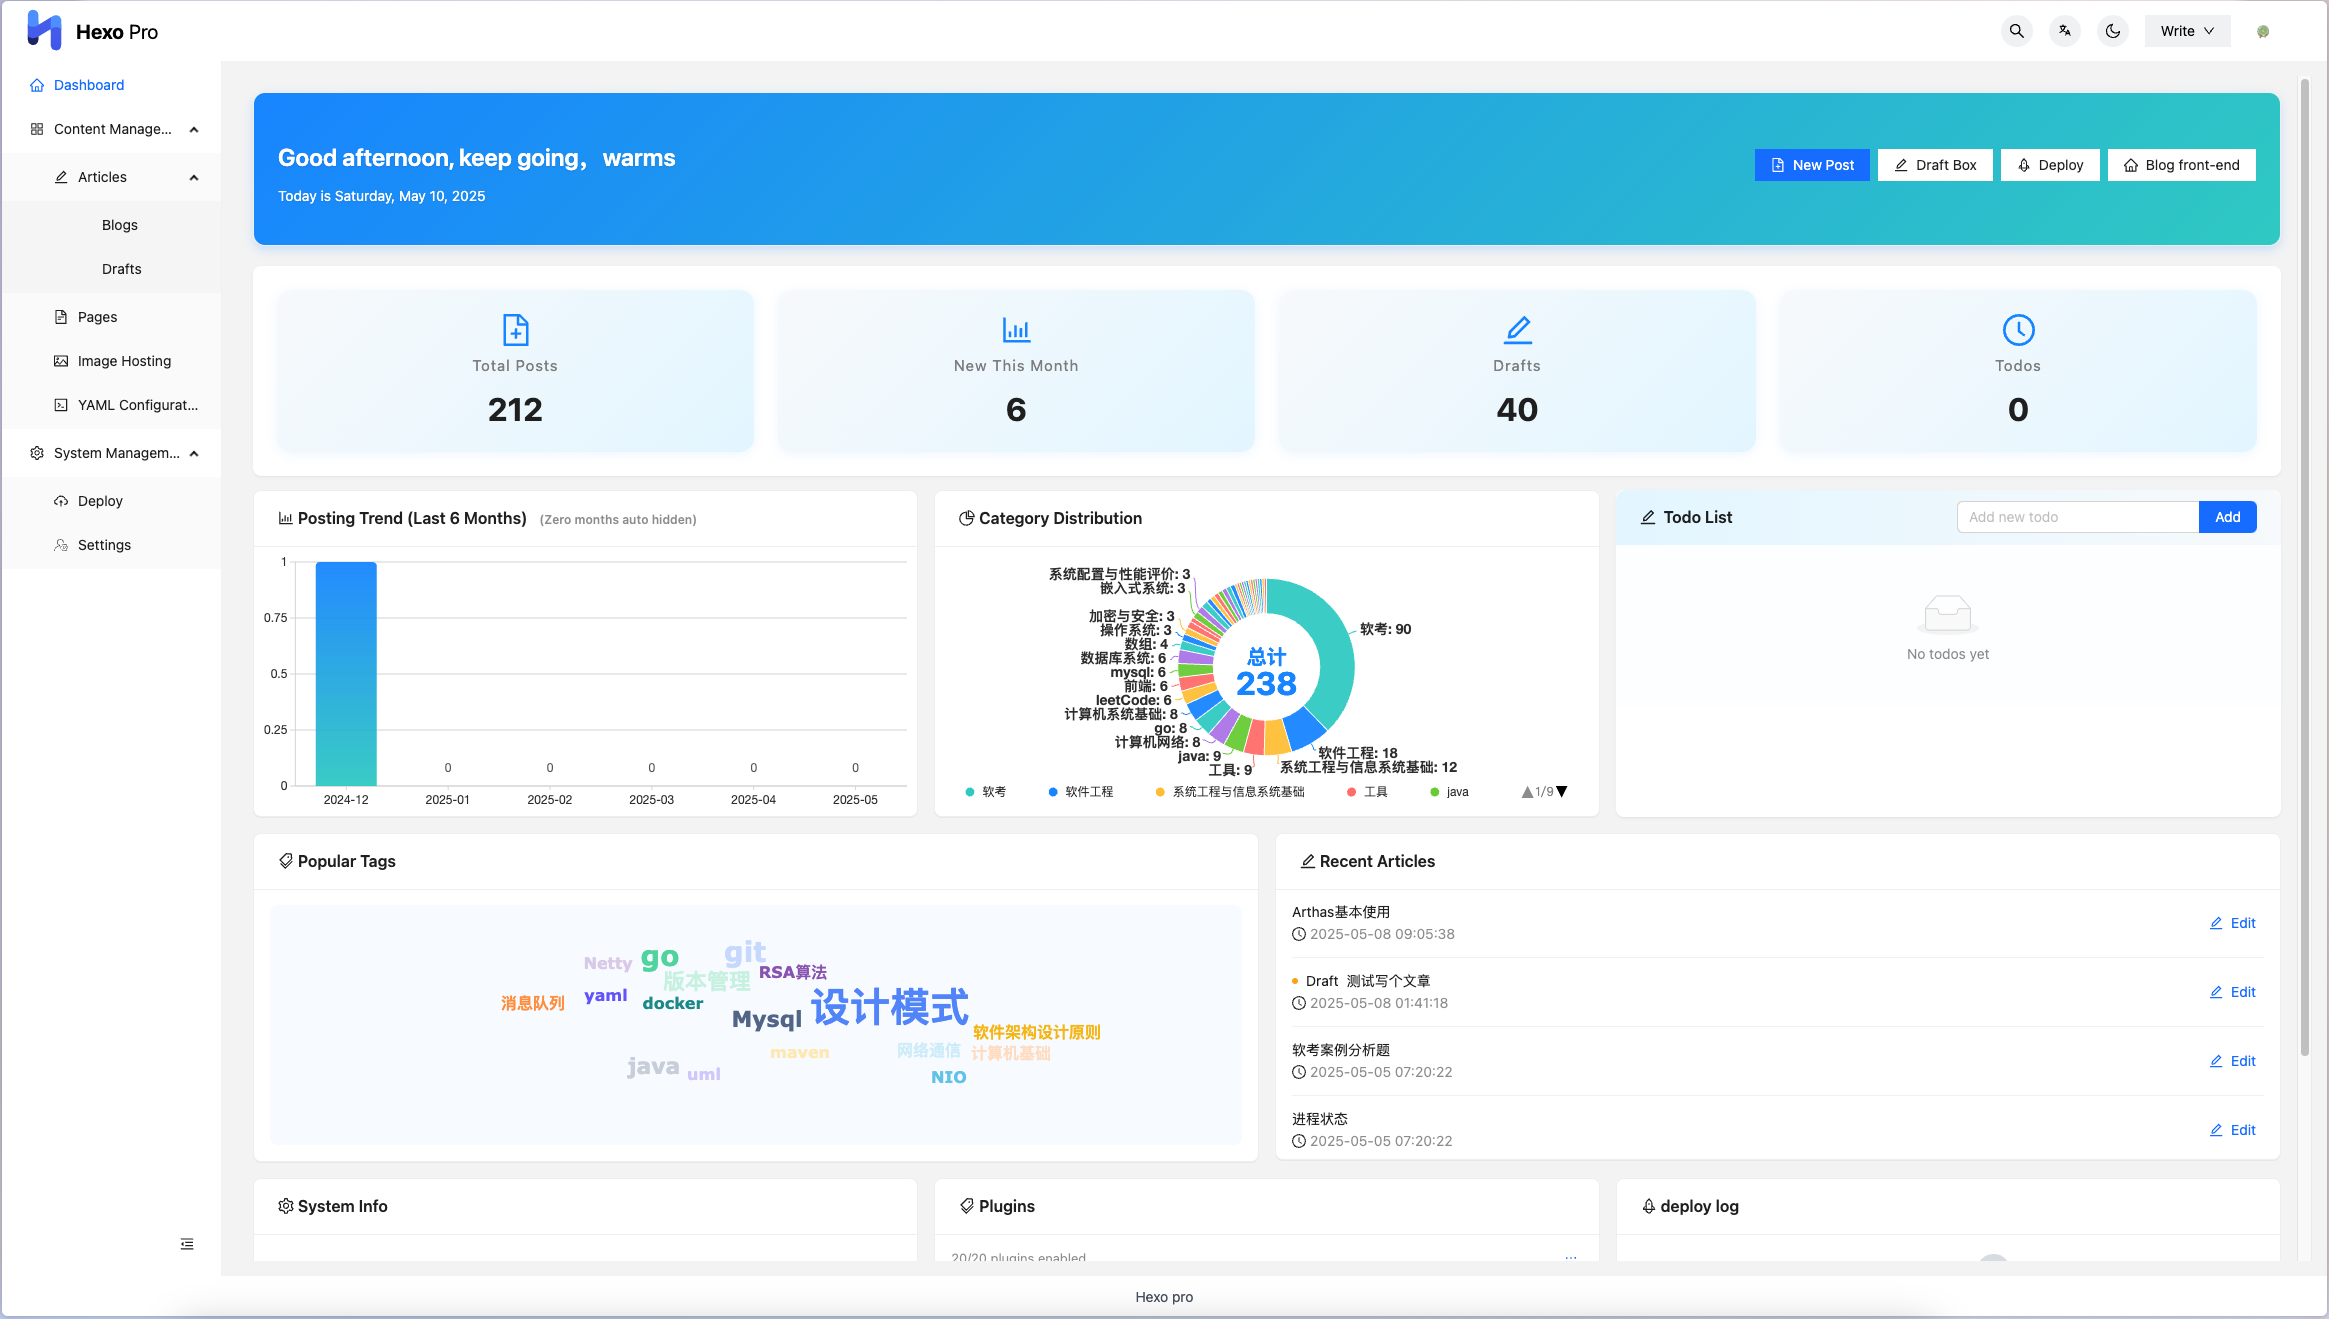 Hexo Pro
Write
Dashboard
Content Manage...
Articles
Blogs
Drafts
Pages
Image Hosting
YAML Configurat...
System Managem...
Deploy
Settings
Good afternoon, keep going，warms
Today is Saturday, May 10, 2025
New Post
Draft Box
Deploy
Blog front-end
Total Posts
212
New This Month
6
Drafts
40
Todos
0
Posting Trend (Last 6 Months) (Zero months auto hidden)
1
0.75
0.5
0.25
0
0
0
0
0
0
2024-12
2025-01
2025-02
2025-03
2025-04
2025-05
Category Distribution
系统配置与性能评价: 3
嵌入式系统: 3
加密与安全: 3
操作系统: 3
数组: 4
数据库系统: 6
mysql: 6
前端: 6
leetCode: 6
计算机系统基础: 8
go: 8
计算机网络: 8
java: 9
工具: 9
软考: 90
软件工程: 18
系统工程与信息系统基础: 12
总计
238
软考
软件工程
系统工程与信息系统基础
工具
java
1/9
Todo List
Add new todo
Add
No todos yet
Popular Tags
Netty
go
git
版本管理
RSA算法
消息队列
yaml
docker
Mysql
设计模式
软件架构设计原则
maven
网络通信
计算机基础
java
uml
NIO
Recent Articles
Arthas基本使用
2025-05-08 09:05:38
Edit
Draft 测试写个文章
2025-05-08 01:41:18
Edit
软考案例分析题
2025-05-05 07:20:22
Edit
进程状态
2025-05-05 07:20:22
Edit
System Info
Plugins
20/20 plugins enabled
...
deploy log
Hexo pro